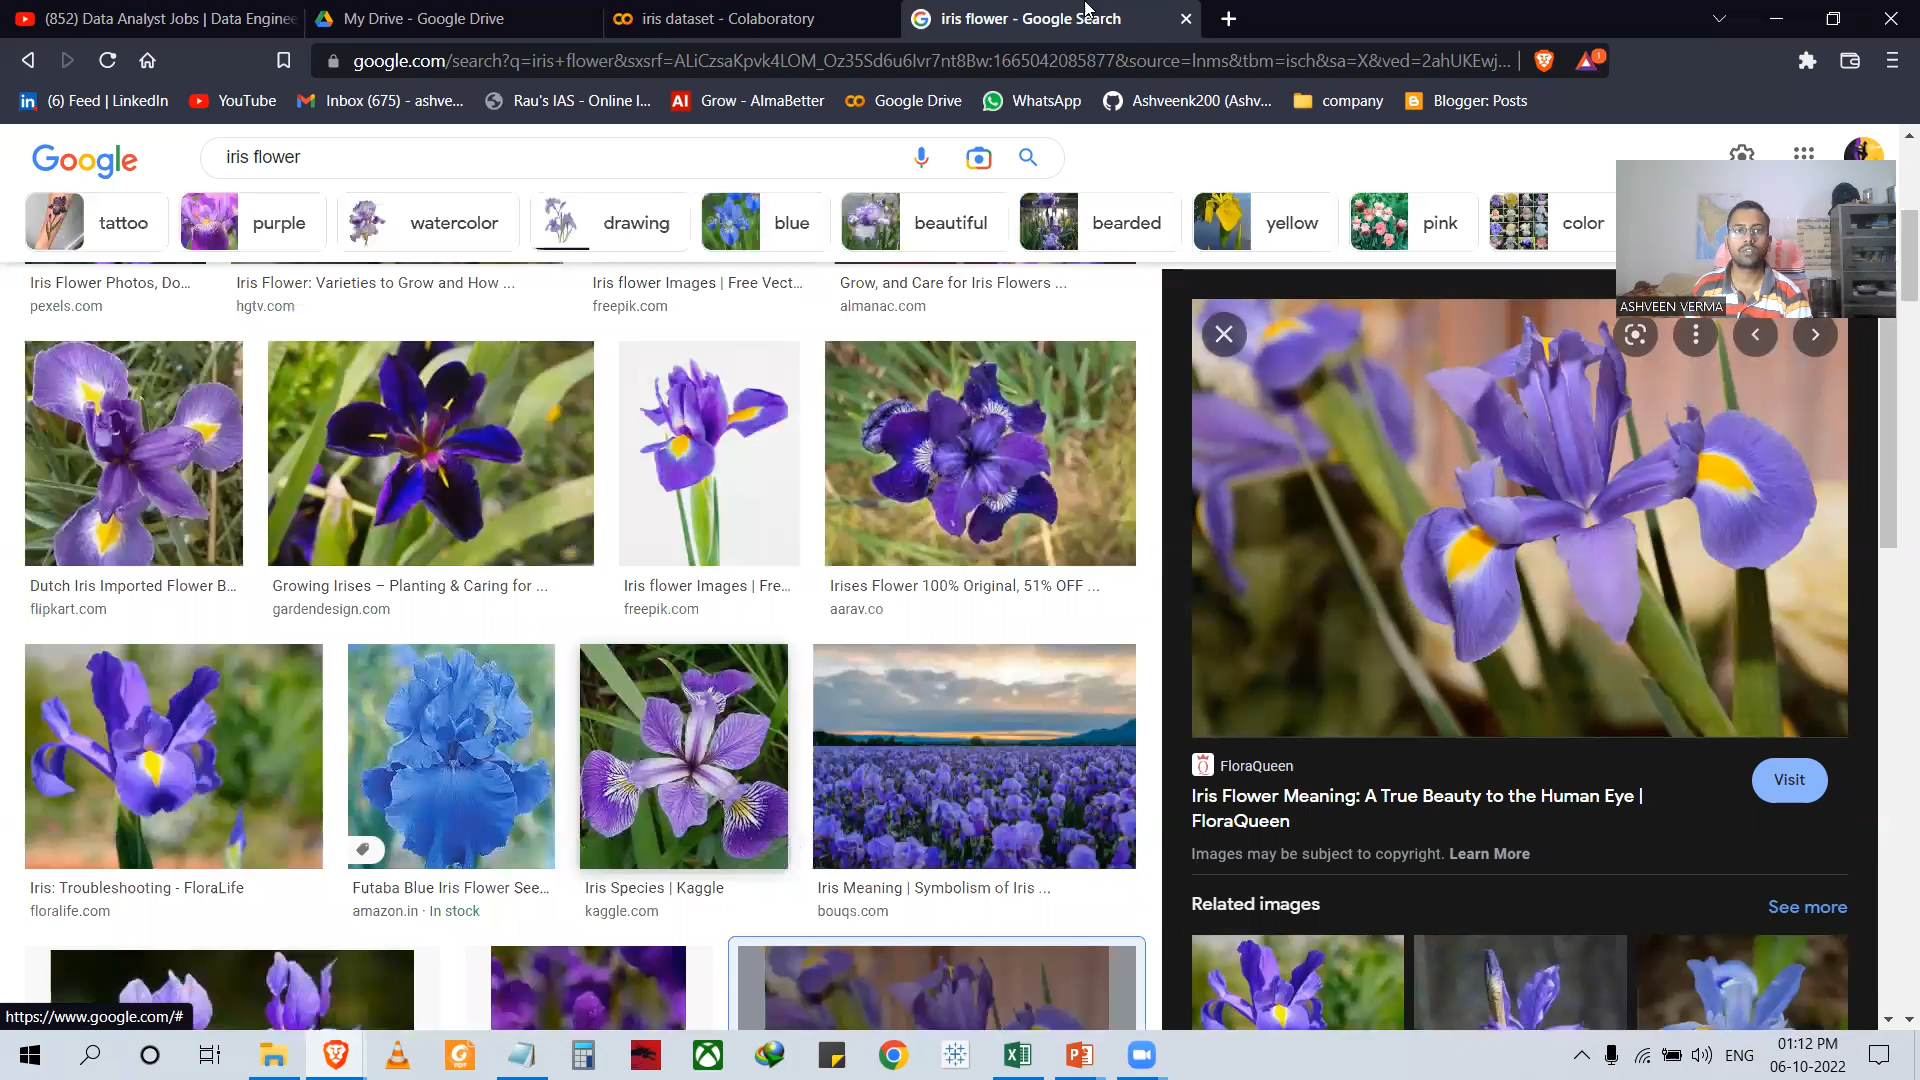 (852) Data Analyst Jobs | Data Enginee
My Drive - Google Drive
iris dataset - Colaboratory
iris flower - Google Search
google.com/search?q=iris+flower&sxsrf=ALiCzsaKpvk4LOM_Oz35Sd6u6Ivr7nt8Bw:1665042085877&source=lnms&tbm=isch&sa=X&ved=2ahUKEwj...
1
(6) Feed | LinkedIn
YouTube
Inbox (675) - ashve...
Rau's IAS - Online I...
AI Grow - AlmaBetter
Google Drive
WhatsApp
Ashveenk200 (Ashv...
company
Blogger: Posts
Google
iris flower
tattoo
purple
watercolor
drawing
blue
beautiful
bearded
yellow
pink
color
ASHVEEN VERMA
Iris Flower Photos, Do...
pexels.com
Iris Flower: Varieties to Grow and How ...
hgtv.com
Iris flower Images | Free Vect...
freepik.com
Grow, and Care for Iris Flowers ...
almanac.com
Dutch Iris Imported Flower B...
flipkart.com
Growing Irises – Planting & Caring for ...
gardendesign.com
Iris flower Images | Fre...
freepik.com
Irises Flower 100% Original, 51% OFF ...
aarav.co
Iris: Troubleshooting - FloraLife
floralife.com
Futaba Blue Iris Flower See...
amazon.in · In stock
Iris Species | Kaggle
kaggle.com
Iris Meaning | Symbolism of Iris ...
bouqs.com
FloraQueen
Iris Flower Meaning: A True Beauty to the Human Eye |
FloraQueen
Visit
Images may be subject to copyright. Learn More
Related images
See more
https://www.google.com/#
ENG
01:12 PM
06-10-2022